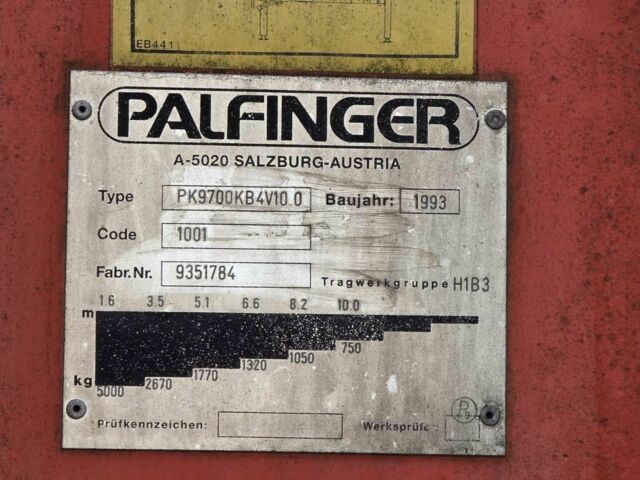 EB441
PALFINGER
A-5020 SALZBURG-AUSTRIA
Type PK9700KB4V10.0 Baujahr: 1993
Code 1001
Fabr.Nr. 9351784 Tragwerkgruppe H1B3
1.6 3.5 5.1 6.6 8.2 10.0
m
kg 5000 2670 1770 1320 1050 750
Prüfkennzeichen: Werksprüfg.: